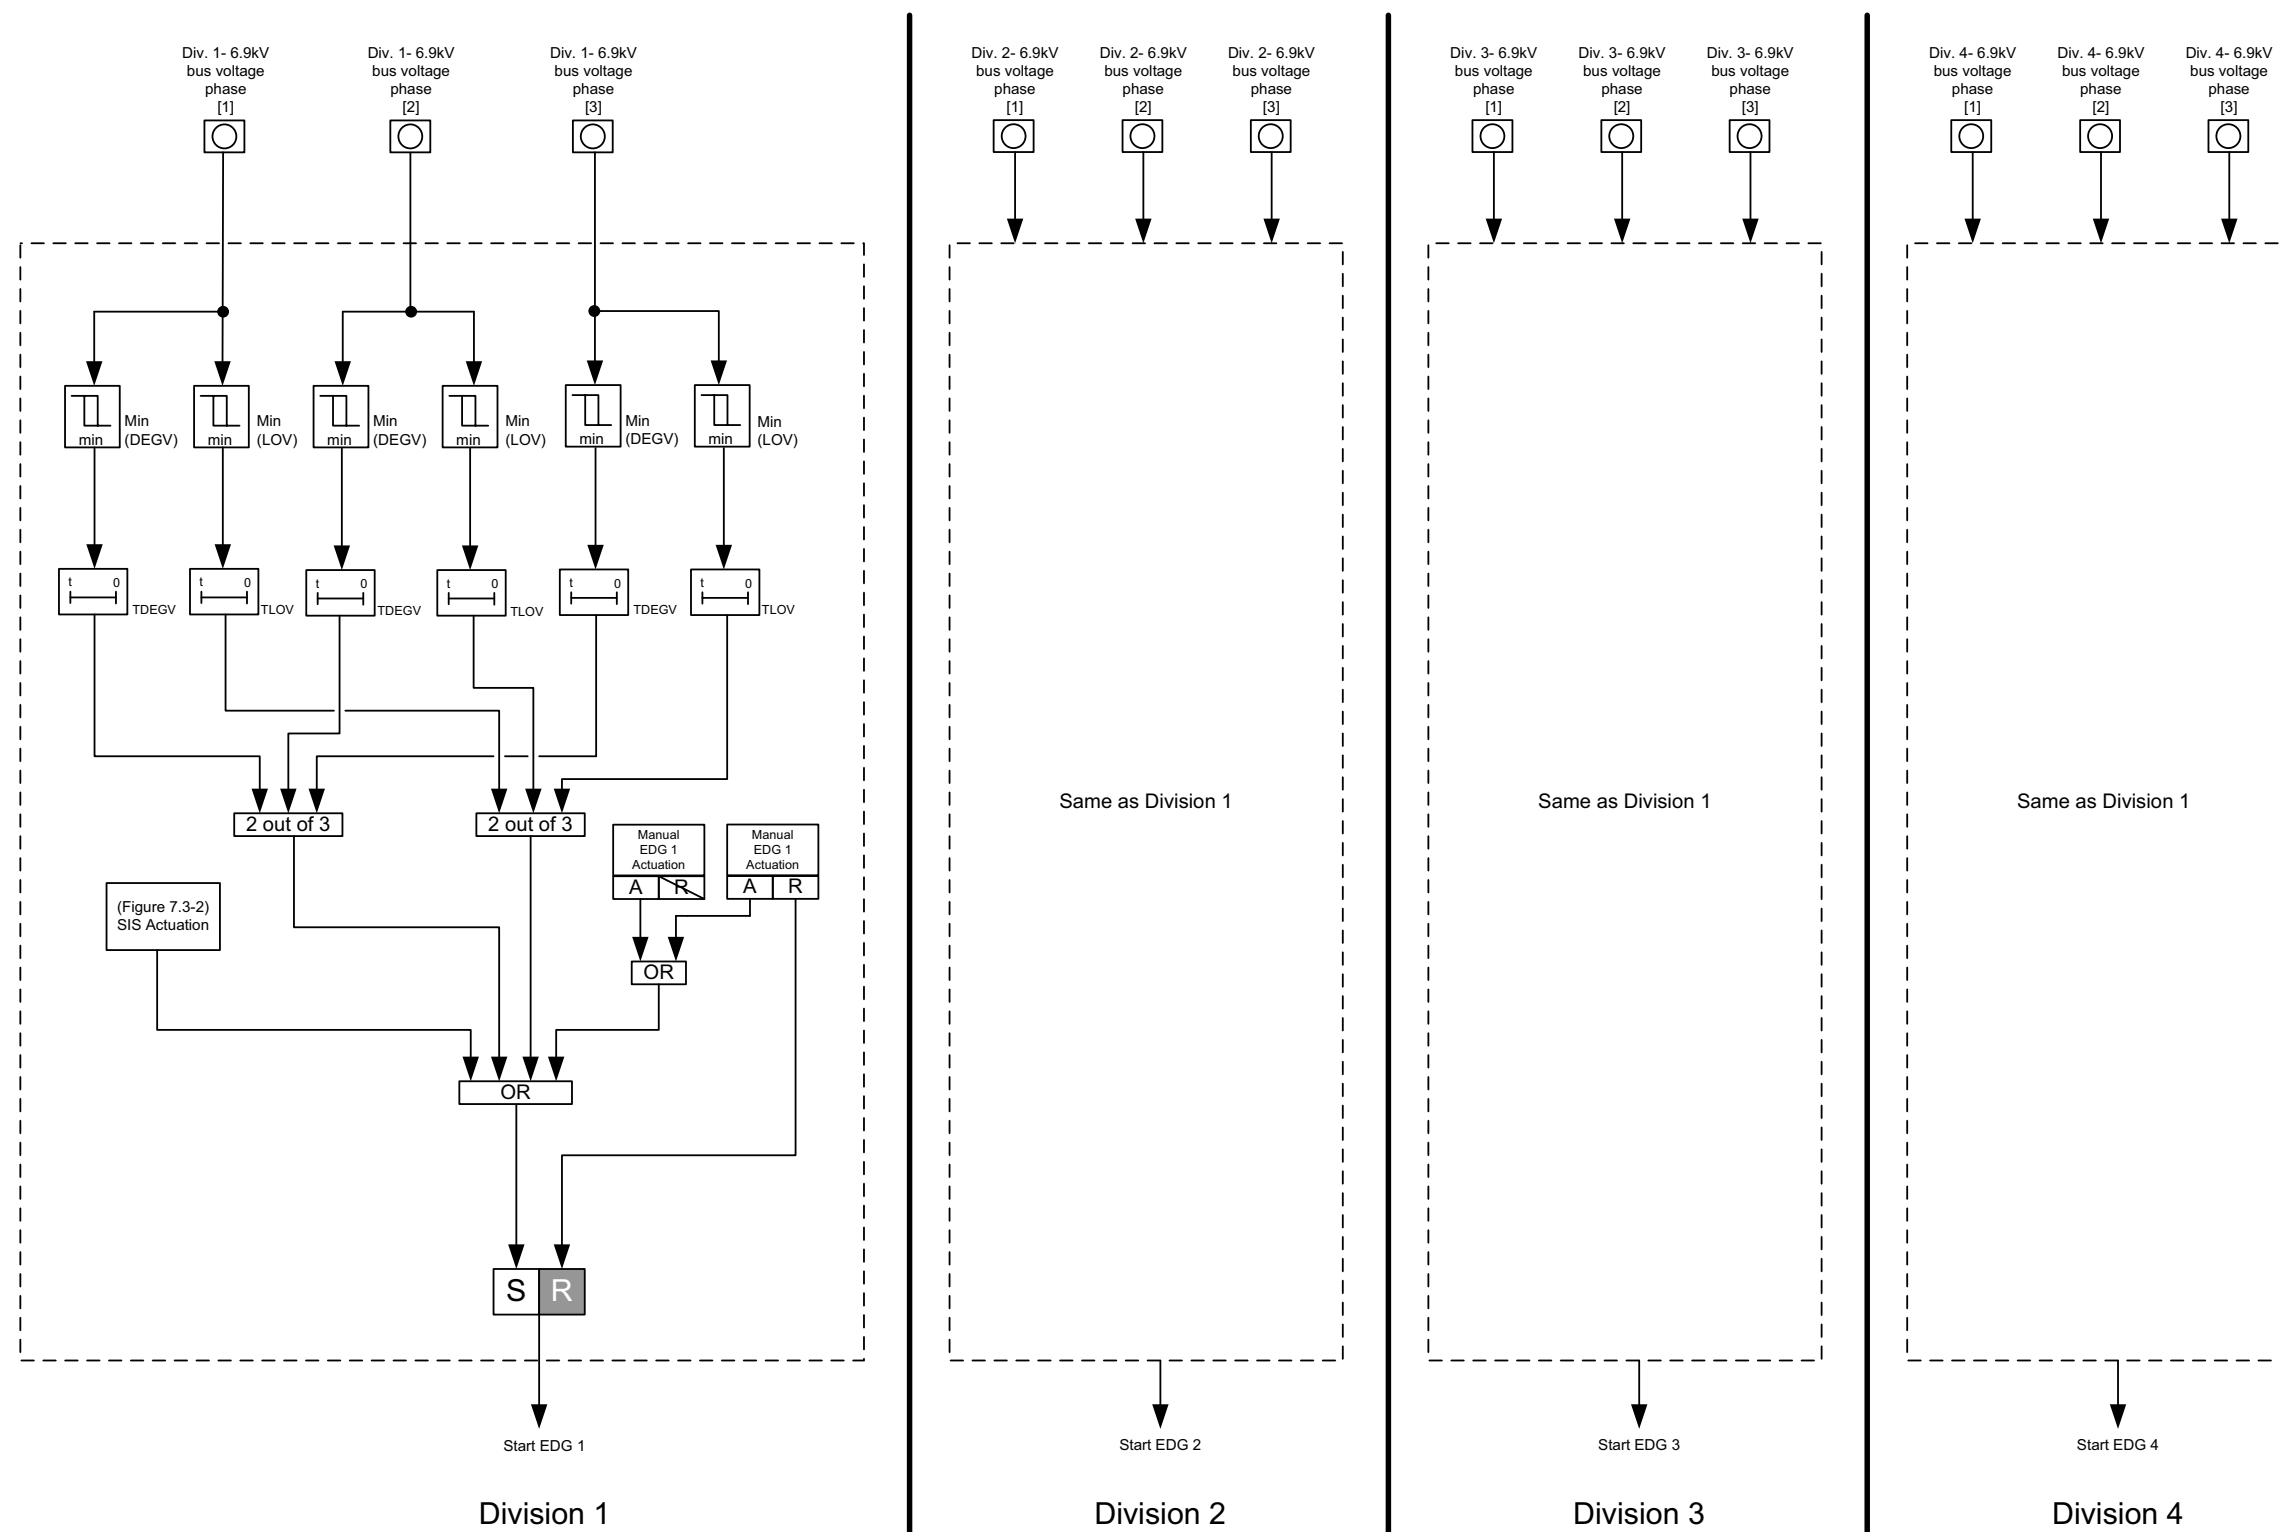 Div. 1- 6.9kV
bus voltage
phase
[1]
Div. 1- 6.9kV
bus voltage
phase
[2]
Div. 1- 6.9kV
bus voltage
phase
[3]
min
Min
(DEGV)
min
Min
(LOV)
min
Min
(DEGV)
min
Min
(LOV)
min
Min
(DEGV)
min
Min
(LOV)
t 0
TDEGV
t 0
TLOV
t 0
TDEGV
t 0
TLOV
t 0
TDEGV
t 0
TLOV
2 out of 3
2 out of 3
Manual
EDG 1
Actuation
A R
Manual
EDG 1
Actuation
A R
(Figure 7.3-2)
SIS Actuation
OR
OR
S R
Start EDG 1
Division 1
Div. 2- 6.9kV
bus voltage
phase
[1]
Div. 2- 6.9kV
bus voltage
phase
[2]
Div. 2- 6.9kV
bus voltage
phase
[3]
Same as Division 1
Start EDG 2
Division 2
Div. 3- 6.9kV
bus voltage
phase
[1]
Div. 3- 6.9kV
bus voltage
phase
[2]
Div. 3- 6.9kV
bus voltage
phase
[3]
Same as Division 1
Start EDG 3
Division 3
Div. 4- 6.9kV
bus voltage
phase
[1]
Div. 4- 6.9kV
bus voltage
phase
[2]
Div. 4- 6.9kV
bus voltage
phase
[3]
Same as Division 1
Start EDG 4
Division 4